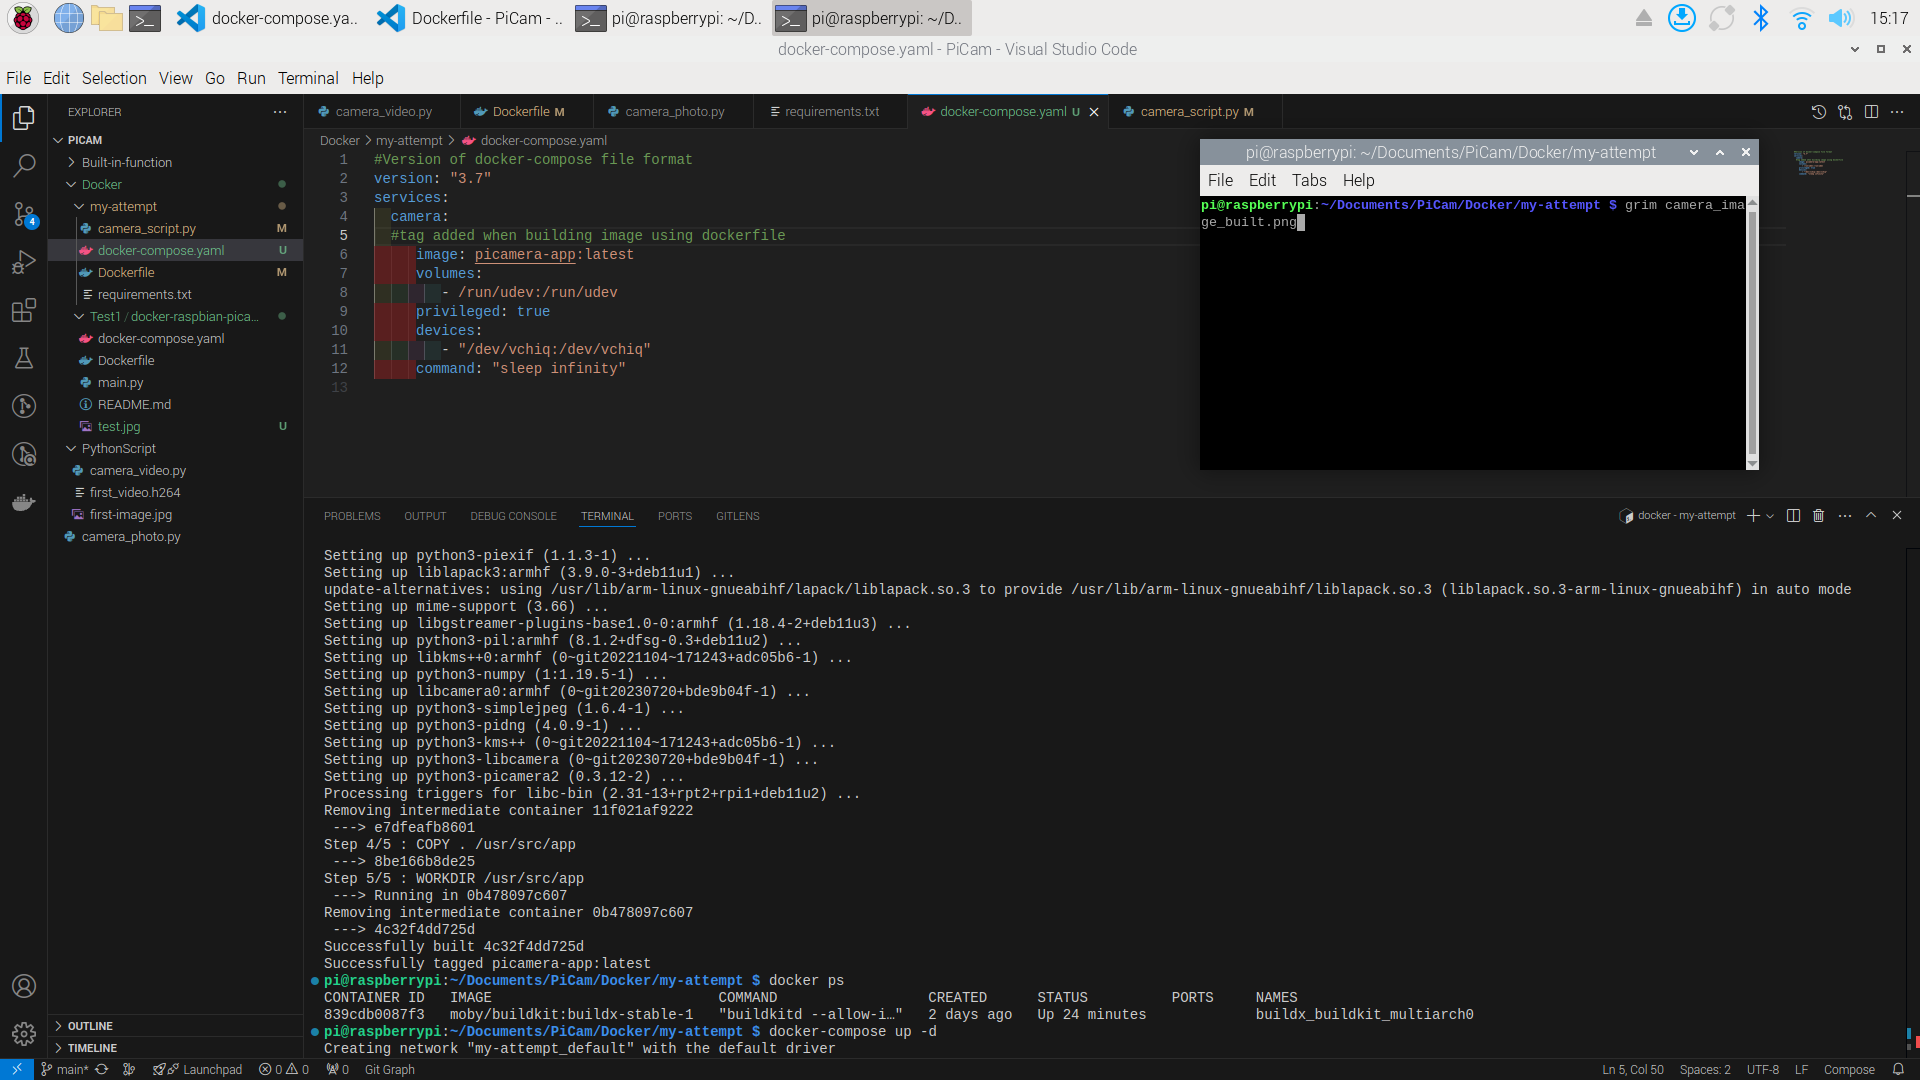 docker-compose.ya..
Dockerfile - PiCam - ..
pi@raspberrypi: ~/D..
pi@raspberrypi: ~/D..
15:17
docker-compose.yaml - PiCam - Visual Studio Code
File Edit Selection View Go Run Terminal Help
EXPLORER
camera_video.py
Dockerfile M
camera_photo.py
requirements.txt
docker-compose.yaml U
camera_script.py M
PICAM
Built-in-function
Docker
my-attempt
camera_script.py M
docker-compose.yaml U
Dockerfile M
requirements.txt
Test1 / docker-raspbian-pica...
docker-compose.yaml
Dockerfile
main.py
README.md
test.jpg U
PythonScript
camera_video.py
first_video.h264
first-image.jpg
camera_photo.py
OUTLINE
TIMELINE
4
Docker > my-attempt > docker-compose.yaml
1 #Version of docker-compose file format
2 version: "3.7"
3 services:
4 camera:
5 #tag added when building image using dockerfile
6 image: picamera-app:latest
7 volumes:
8 - /run/udev:/run/udev
9 privileged: true
10 devices:
11 - "/dev/vchiq:/dev/vchiq"
12 command: "sleep infinity"
13
pi@raspberrypi: ~/Documents/PiCam/Docker/my-attempt
File Edit Tabs Help
pi@raspberrypi:~/Documents/PiCam/Docker/my-attempt $ grim camera_ima
ge_built.png
PROBLEMS OUTPUT DEBUG CONSOLE TERMINAL PORTS GITLENS
docker - my-attempt
Setting up python3-piexif (1.1.3-1) ...
Setting up liblapack3:armhf (3.9.0-3+deb11u1) ...
update-alternatives: using /usr/lib/arm-linux-gnueabihf/lapack/liblapack.so.3 to provide /usr/lib/arm-linux-gnueabihf/liblapack.so.3 (liblapack.so.3-arm-linux-gnueabihf) in auto mode
Setting up mime-support (3.66) ...
Setting up libgstreamer-plugins-base1.0-0:armhf (1.18.4-2+deb11u3) ...
Setting up python3-pil:armhf (8.1.2+dfsg-0.3+deb11u2) ...
Setting up libkms++0:armhf (0~git20221104~171243+adc05b6-1) ...
Setting up python3-numpy (1:1.19.5-1) ...
Setting up libcamera0:armhf (0~git20230720+bde9b04f-1) ...
Setting up python3-simplejpeg (1.6.4-1) ...
Setting up python3-pidng (4.0.9-1) ...
Setting up python3-kms++ (0~git20221104~171243+adc05b6-1) ...
Setting up python3-libcamera (0~git20230720+bde9b04f-1) ...
Setting up python3-picamera2 (0.3.12-2) ...
Processing triggers for libc-bin (2.31-13+rpt2+rpi1+deb11u2) ...
Removing intermediate container 11f021af9222
---> e7dfeafb8601
Step 4/5 : COPY . /usr/src/app
---> 8be166b8de25
Step 5/5 : WORKDIR /usr/src/app
---> Running in 0b478097c607
Removing intermediate container 0b478097c607
---> 4c32f4dd725d
Successfully built 4c32f4dd725d
Successfully tagged picamera-app:latest
pi@raspberrypi:~/Documents/PiCam/Docker/my-attempt $ docker ps
CONTAINER ID IMAGE COMMAND CREATED STATUS PORTS NAMES
839cdb0087f3 moby/buildkit:buildx-stable-1 "buildkitd --allow-i…" 2 days ago Up 24 minutes buildx_buildkit_multiarch0
pi@raspberrypi:~/Documents/PiCam/Docker/my-attempt $ docker-compose up -d
Creating network "my-attempt_default" with the default driver
main* Launchpad 0 0 0 Git Graph
Ln 5, Col 50 Spaces: 2 UTF-8 LF Compose